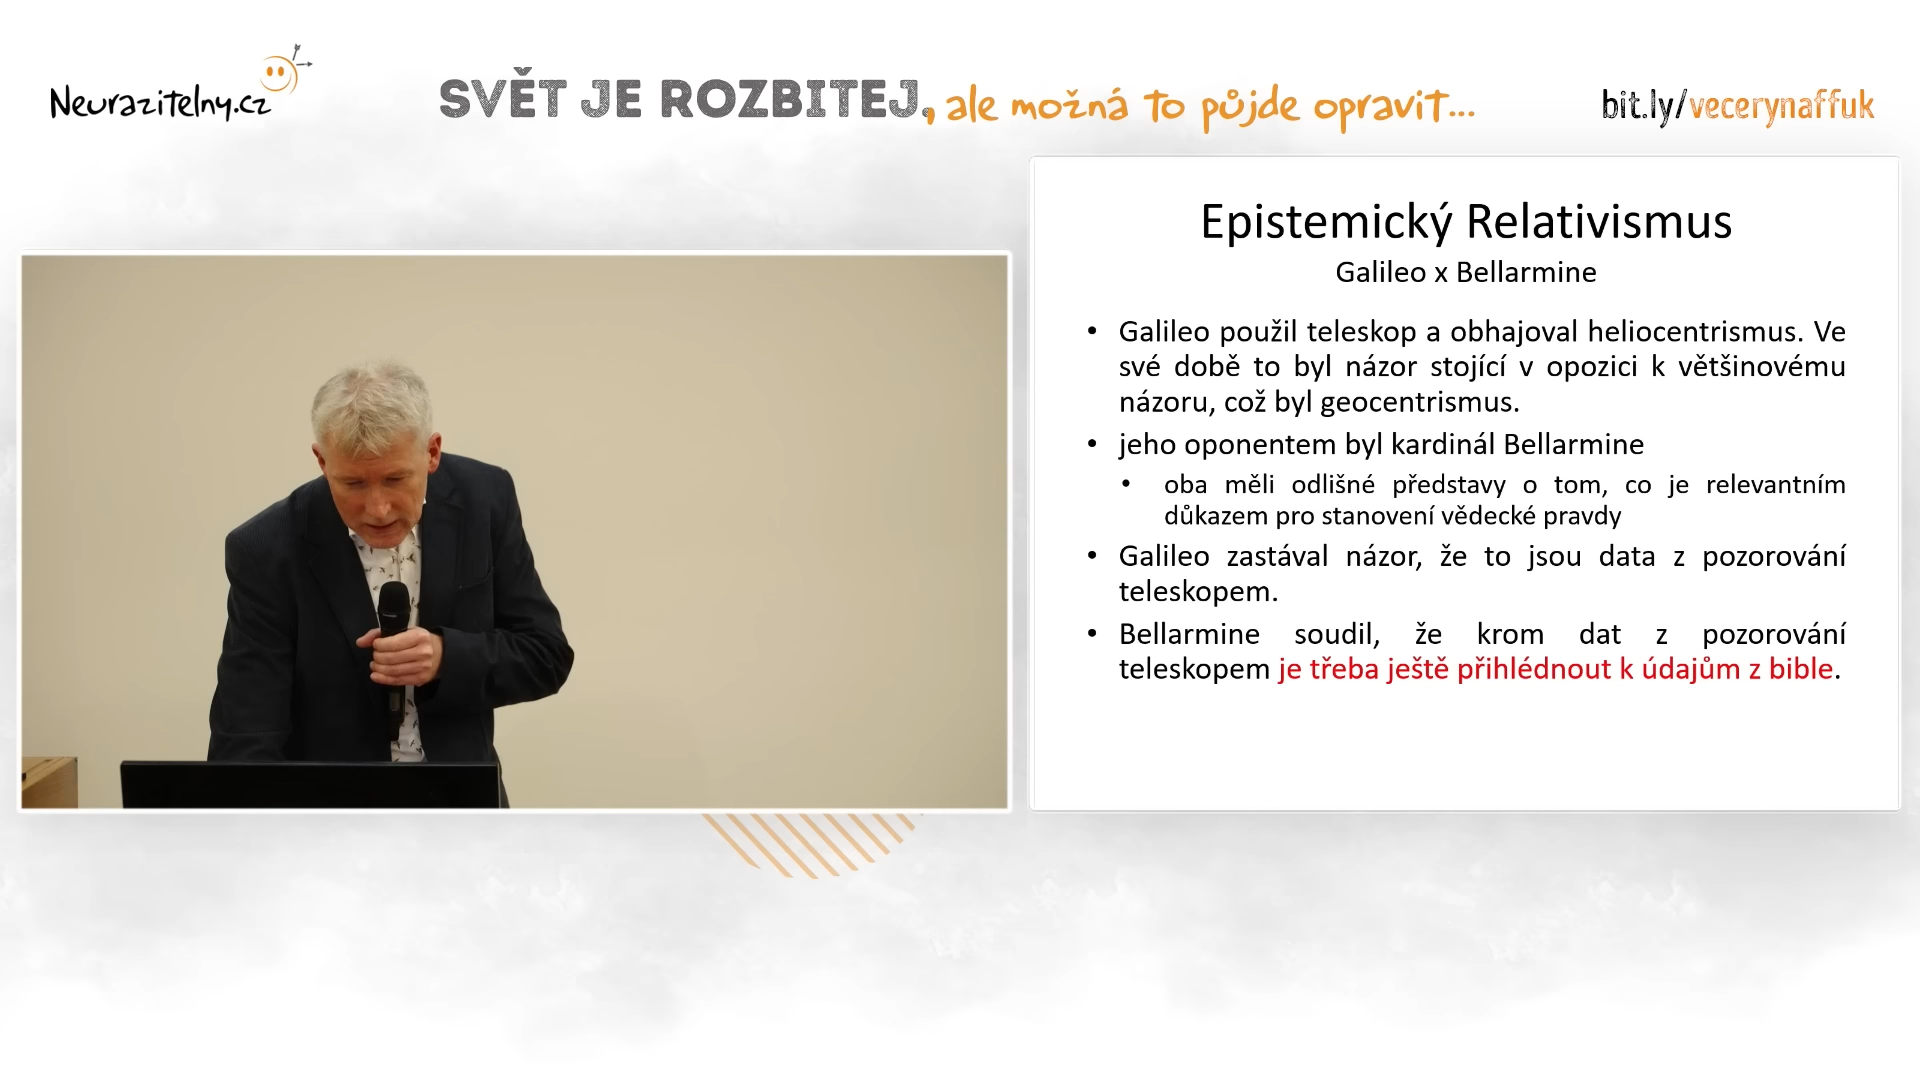 Neurazitelny.cz
SVĚT JE ROZBITEJ, ale možná to půjde opravit...
bit.ly/vecerynaffuk
Epistemický Relativismus
Galileo x Bellarmine
• Galileo použil teleskop a obhajoval heliocentrismus. Ve
své době to byl názor stojící v opozici k většinovému
názoru, což byl geocentrismus.
• jeho oponentem byl kardinál Bellarmine
• oba měli odlišné představy o tom, co je relevantním
důkazem pro stanovení vědecké pravdy
• Galileo zastával názor, že to jsou data z pozorování
teleskopem.
• Bellarmine soudil, že krom dat z pozorování
teleskopem je třeba ještě přihlédnout k údajům z bible.